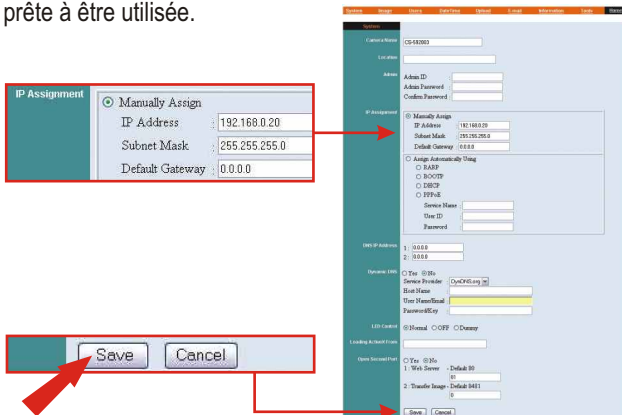 prête à être utilisée.
System Image Users DateTime Upload E-mail Information Tools
System
Camera Name CG-592003
Location
Admin
Admin ID
Admin Password
Confirm Password
IP Assignment
Manually Assign
IP Address : 192.168.0.20
Subnet Mask : 255.255.255.0
Default Gateway : 0.0.0.0
IP Assignment
Manually Assign
IP Address : 192.168.0.20
Subnet Mask : 255.255.255.0
Default Gateway : 0.0.0.0
Assign Automatically Using
RARP
BOOTP
DHCP
PPPoE
Service Name
User ID
Password
DNS IP Address
1 : 0.0.0.0
2 : 0.0.0.0
Dynamic DNS
Yes No
Service Provider DynDNS.org
Host Name
User Name/Email
Password/Key
LED Control Normal OFF Dummy
Loading ActiveX From
Open Second Port
Yes No
1 : Web Server - Default 80
81
2 : Transfer Image - Default 8481
0
Save Cancel
Save Cancel